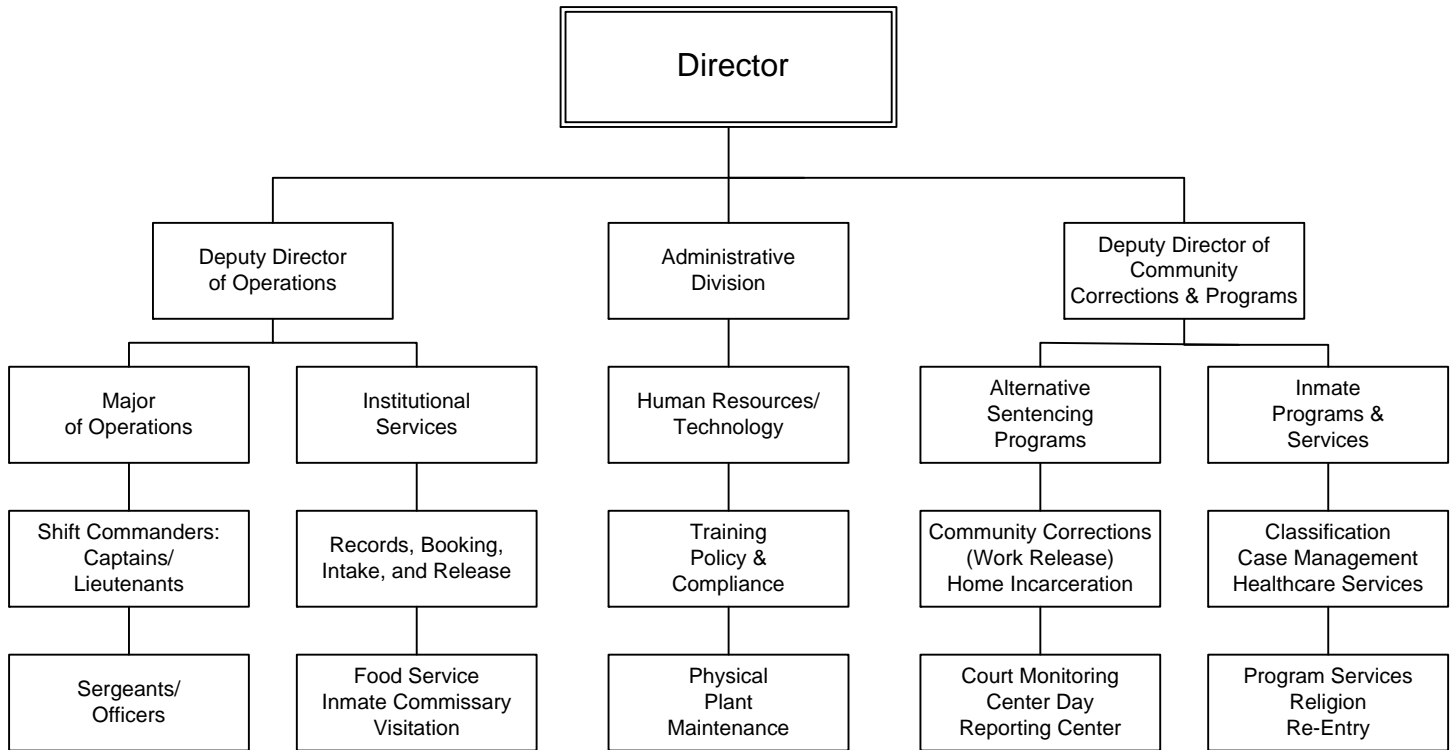 Director
Deputy Director
of Operations
Administrative
Division
Deputy Director of
Community
Corrections & Programs
Major
of Operations
Institutional
Services
Human Resources/
Technology
Alternative
Sentencing
Programs
Inmate
Programs &
Services
Shift Commanders:
Captains/
Lieutenants
Records, Booking,
Intake, and Release
Training
Policy &
Compliance
Community Corrections
(Work Release)
Home Incarceration
Classification
Case Management
Healthcare Services
Sergeants/
Officers
Food Service
Inmate Commissary
Visitation
Physical
Plant
Maintenance
Court Monitoring
Center Day
Reporting Center
Program Services
Religion
Re-Entry